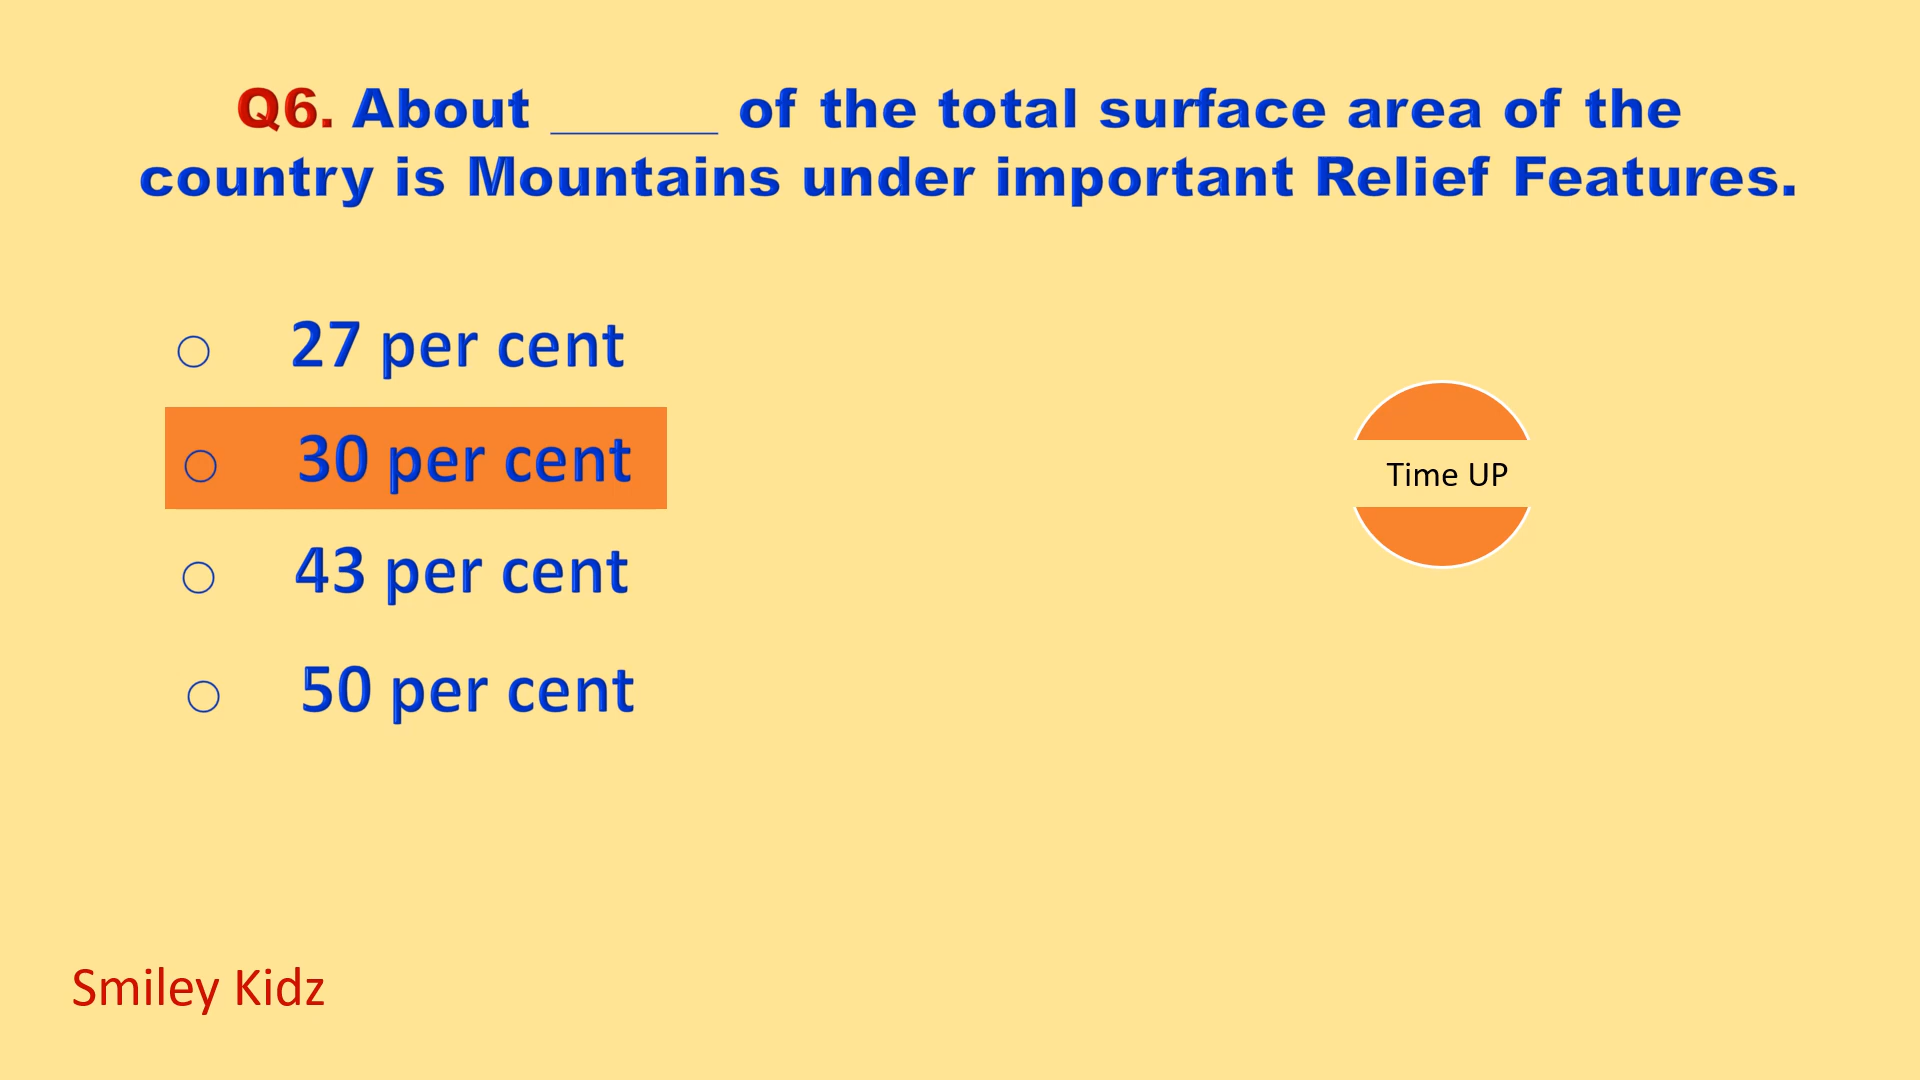 Q6. About ______ of the total surface area of the
country is Mountains under important Relief Features.
27 per cent
30 per cent
Time UP
43 per cent
50 per cent
Smiley Kidz